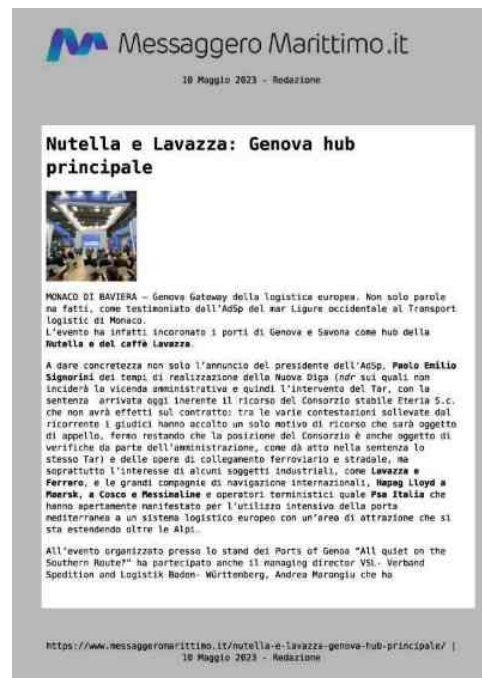 Messaggero Marittimo.it
10 Maggio 2023 - Redazione
Nutella e Lavazza: Genova hub
principale
MONACO DI BAVIERA – Genova Gateway della logistica europea. Non solo parole
ma fatti, come testimoniato dall'AdSp del mar Ligure occidentale al Transport
logistic di Monaco.
L'evento ha infatti incoronato i porti di Genova e Savona come hub della
Nutella e del caffè Lavazza.
A dare concretezza non solo l'annuncio del presidente dell'AdSp, Paolo Emilio
Signorini dei tempi di realizzazione della Nuova Diga (ndr sui quali non
inciderà la vicenda amministrativa e quindi l'intervento del Tar, con la
sentenza arrivata oggi inerente il ricorso del Consorzio stabile Eteria S.c.
che non avrà effetti sul contratto: tra le varie contestazioni sollevate dal
ricorrente i giudici hanno accolto un solo motivo di ricorso che sarà oggetto
di appello, fermo restando che la posizione del Consorzio è anche oggetto di
verifiche da parte dell'amministrazione, come dà atto nella sentenza lo
stesso Tar) e delle opere di collegamento ferroviario e stradale, ma
soprattutto l'interesse di alcuni soggetti industriali, come Lavazza e
Ferrero, e le grandi compagnie di navigazione internazionali, Hapag Lloyd a
Maersk, a Cosco e Messinaline e operatori terministici quale Psa Italia che
hanno apertamente manifestato per l'utilizzo intensivo della porta
mediterranea a un sistema logistico europeo con un'area di attrazione che si
sta estendendo oltre le Alpi.
All'evento organizzato presso lo stand dei Ports of Genoa "All quiet on the
Southern Route?" ha partecipato anche il managing director VSL- Verband
Spedition and Logistik Baden- Württemberg, Andrea Marongiu che ha
https://www.messaggeromarittimo.it/nutella-e-lavazza-genova-hub-principale/ |
10 Maggio 2023 - Redazione